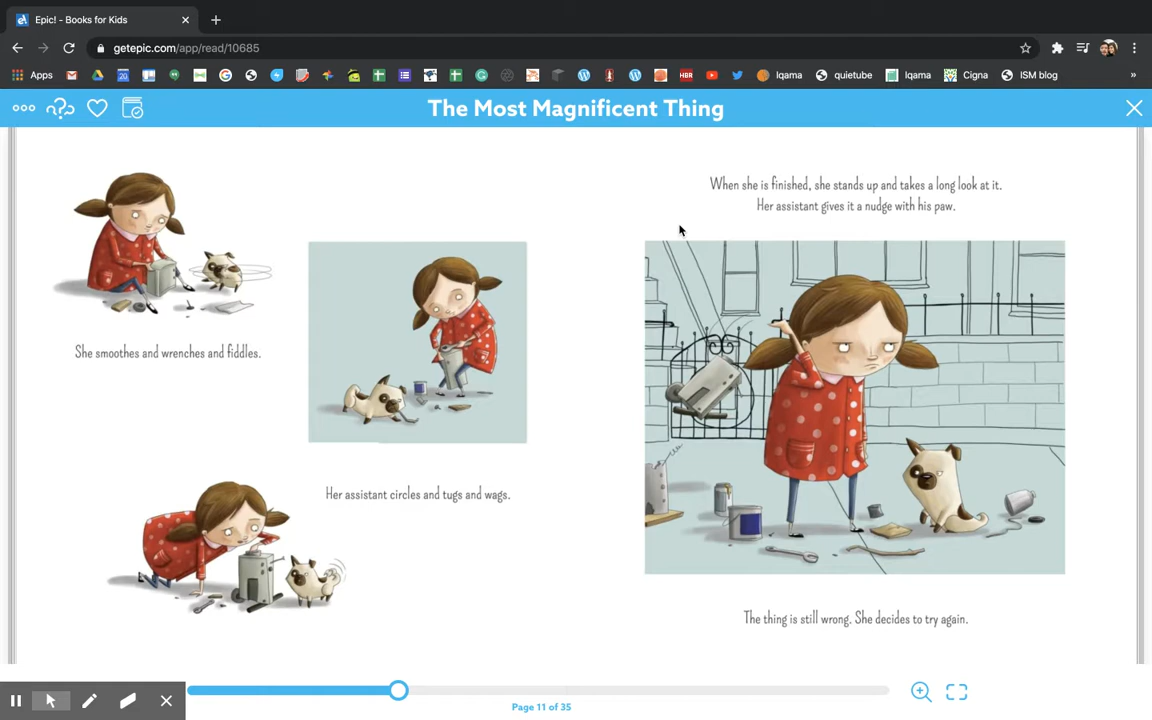 Epic! - Books for Kids
getepic.com/app/read/10685
Apps
20
HBR
Iqama
quietube
Iqama
Cigna
ISM blog
»
The Most Magnificent Thing
She smoothes and wrenches and fiddles.
Her assistant circles and tugs and wags.
When she is finished, she stands up and takes a long look at it.
Her assistant gives it a nudge with his paw.
The thing is still wrong. She decides to try again.
Page 11 of 35